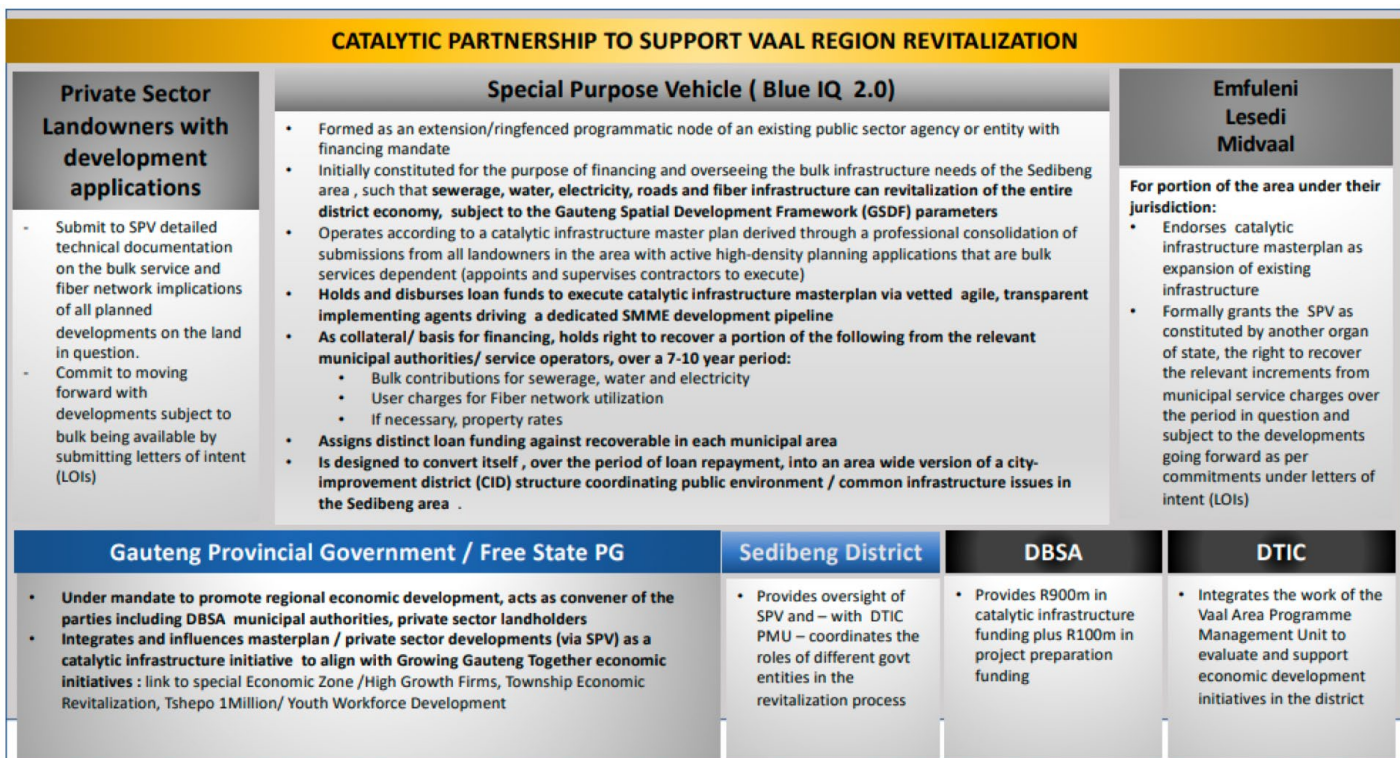 CATALYTIC PARTNERSHIP TO SUPPORT VAAL REGION REVITALIZATION
Private Sector
Landowners with
development
applications
- Submit to SPV detailed
technical documentation
on the bulk service and
fiber network implications
of all planned
developments on the land
in question.
- Commit to moving
forward with
developments subject to
bulk being available by
submitting letters of intent
(LOIs)
Special Purpose Vehicle ( Blue IQ 2.0)
• Formed as an extension/ringfenced programmatic node of an existing public sector agency or entity with
financing mandate
• Initially constituted for the purpose of financing and overseeing the bulk infrastructure needs of the Sedibeng
area , such that sewerage, water, electricity, roads and fiber infrastructure can revitalization of the entire
district economy, subject to the Gauteng Spatial Development Framework (GSDF) parameters
• Operates according to a catalytic infrastructure master plan derived through a professional consolidation of
submissions from all landowners in the area with active high-density planning applications that are bulk
services dependent (appoints and supervises contractors to execute)
• Holds and disburses loan funds to execute catalytic infrastructure masterplan via vetted agile, transparent
implementing agents driving a dedicated SMME development pipeline
• As collateral/ basis for financing, holds right to recover a portion of the following from the relevant
municipal authorities/ service operators, over a 7-10 year period:
• Bulk contributions for sewerage, water and electricity
• User charges for Fiber network utilization
• If necessary, property rates
• Assigns distinct loan funding against recoverable in each municipal area
• Is designed to convert itself , over the period of loan repayment, into an area wide version of a city-
improvement district (CID) structure coordinating public environment / common infrastructure issues in
the Sedibeng area .
Emfuleni
Lesedi
Midvaal
For portion of the area under their
jurisdiction:
• Endorses catalytic
infrastructure masterplan as
expansion of existing
infrastructure
• Formally grants the SPV as
constituted by another organ
of state, the right to recover
the relevant increments from
municipal service charges over
the period in question and
subject to the developments
going forward as per
commitments under letters of
intent (LOIs)
Gauteng Provincial Government / Free State PG
• Under mandate to promote regional economic development, acts as convener of the
parties including DBSA municipal authorities, private sector landholders
• Integrates and influences masterplan / private sector developments (via SPV) as a
catalytic infrastructure initiative to align with Growing Gauteng Together economic
initiatives : link to special Economic Zone /High Growth Firms, Township Economic
Revitalization, Tshepo 1Million/ Youth Workforce Development
Sedibeng District
• Provides oversight of
SPV and – with DTIC
PMU – coordinates the
roles of different govt
entities in the
revitalization process
DBSA
• Provides R900m in
catalytic infrastructure
funding plus R100m in
project preparation
funding
DTIC
• Integrates the work of the
Vaal Area Programme
Management Unit to
evaluate and support
economic development
initiatives in the district